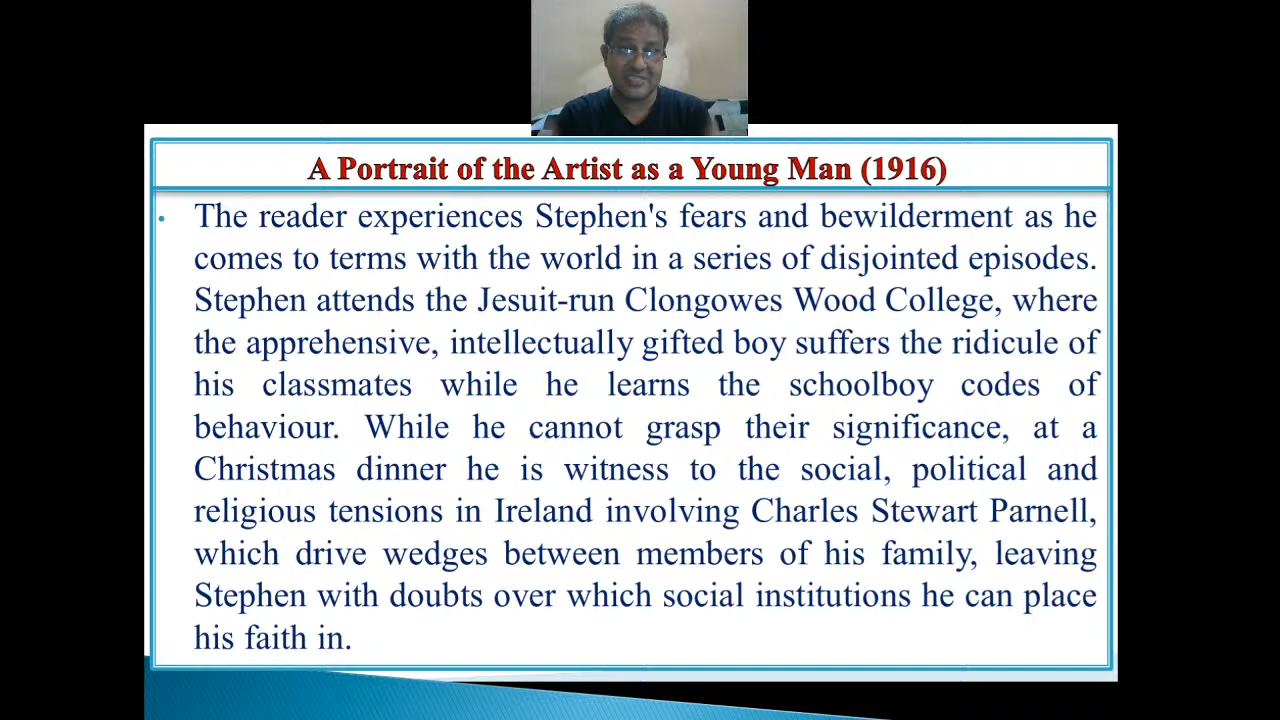 A Portrait of the Artist as a Young Man (1916)
• The reader experiences Stephen's fears and bewilderment as he
comes to terms with the world in a series of disjointed episodes.
Stephen attends the Jesuit-run Clongowes Wood College, where
the apprehensive, intellectually gifted boy suffers the ridicule of
his classmates while he learns the schoolboy codes of
behaviour. While he cannot grasp their significance, at a
Christmas dinner he is witness to the social, political and
religious tensions in Ireland involving Charles Stewart Parnell,
which drive wedges between members of his family, leaving
Stephen with doubts over which social institutions he can place
his faith in.